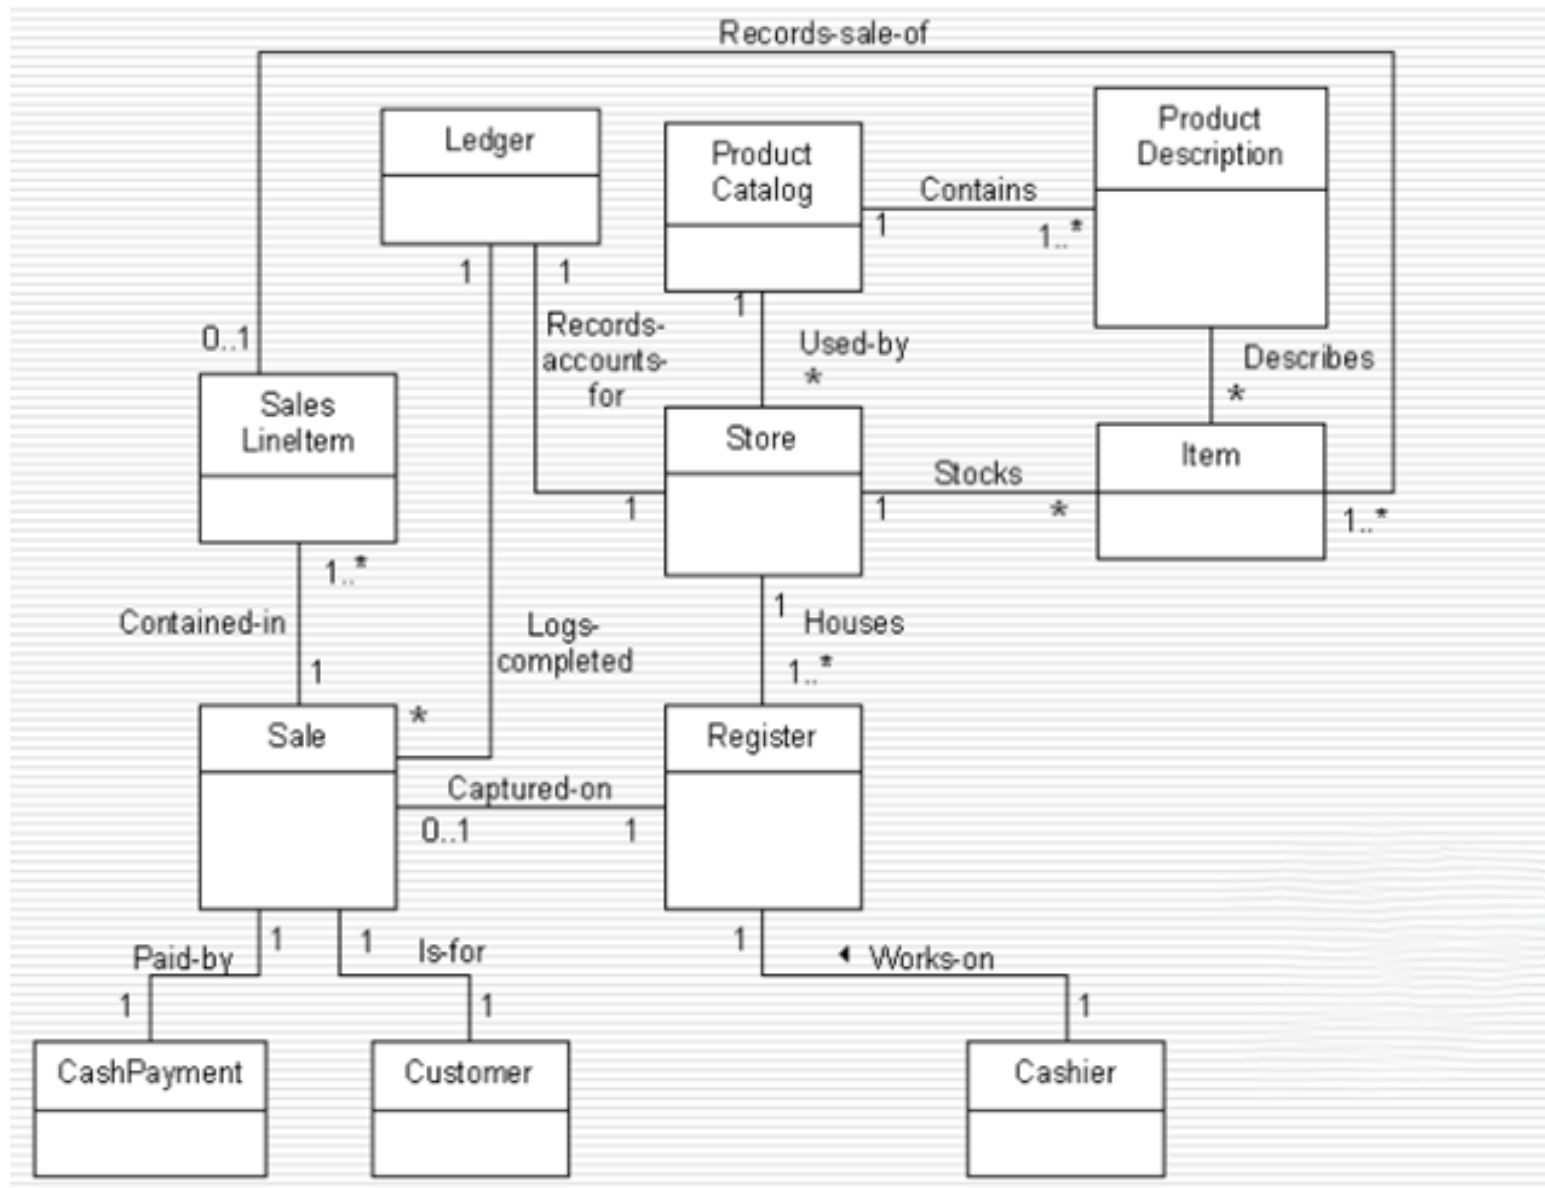 Records-sale-of
Ledger
Product
Catalog
Product
Description
Contains
1
1..*
1
1
1
0..1
Records-
accounts-
for
Used-by
*
Describes
*
Sales
LineItem
Store
Item
Stocks
1
1
*
1..*
1..*
Contained-in
1
Logs-
completed
1
Houses
1..*
*
Sale
Register
Captured-on
0..1
1
Paid-by
1
1
Is-for
1
◄ Works-on
1
1
1
CashPayment
Customer
Cashier